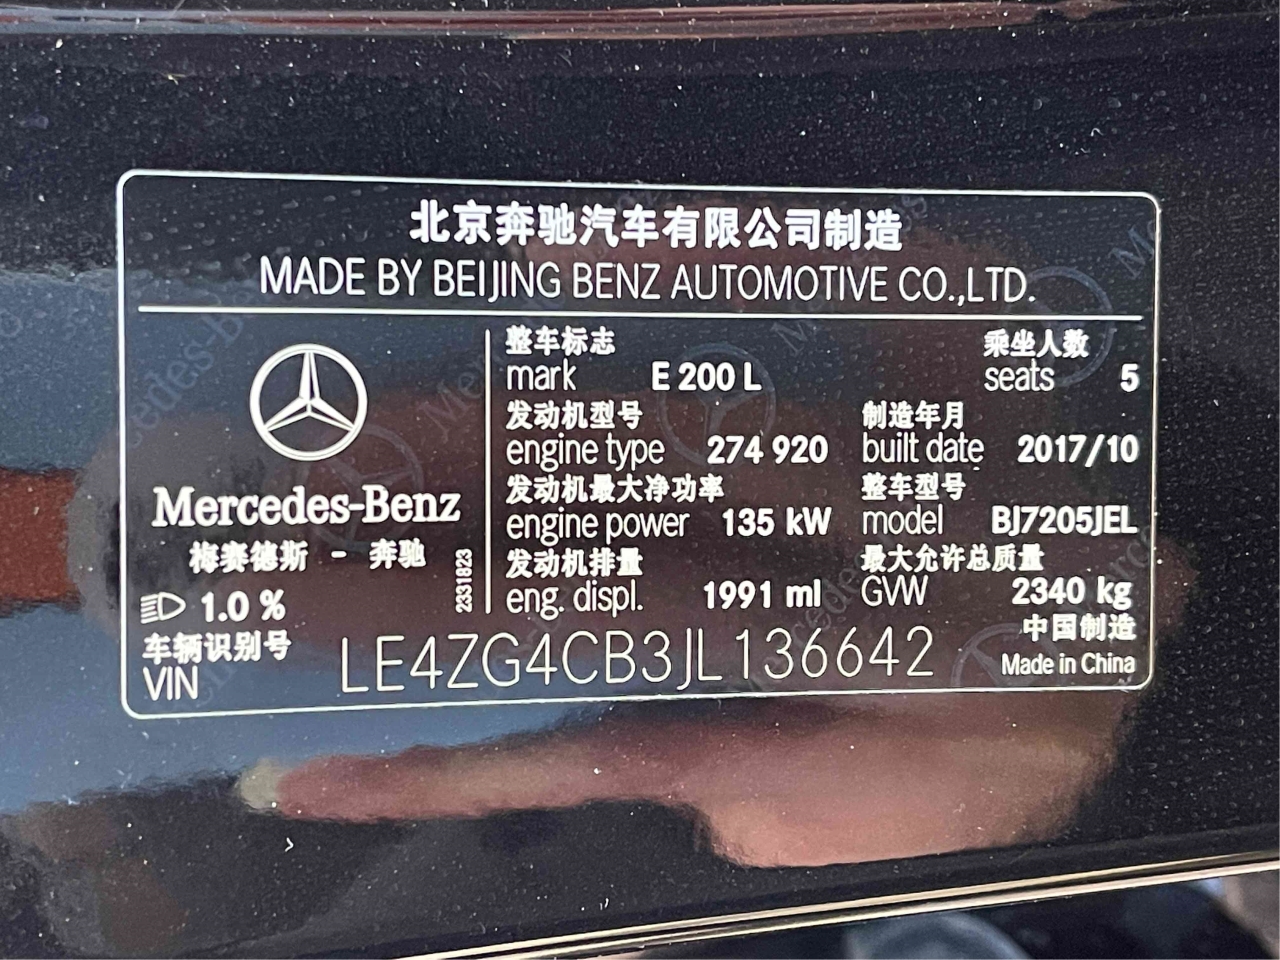 北京奔驰汽车有限公司制造
MADE BY BEIJING BENZ AUTOMOTIVE CO.,LTD.
整车标志 乘坐人数
mark E 200 L seats 5
发动机型号 制造年月
engine type 274 920 built date 2017/10
发动机最大净功率 整车型号
engine power 135 kW model BJ7205JEL
发动机排量 最大允许总质量
eng. displ. 1991 ml GVW 2340 kg
Mercedes-Benz
梅赛德斯 - 奔驰
2331823
1.0 %
车辆识别号
VIN LE4ZG4CB3JL136642
中国制造
Made in China